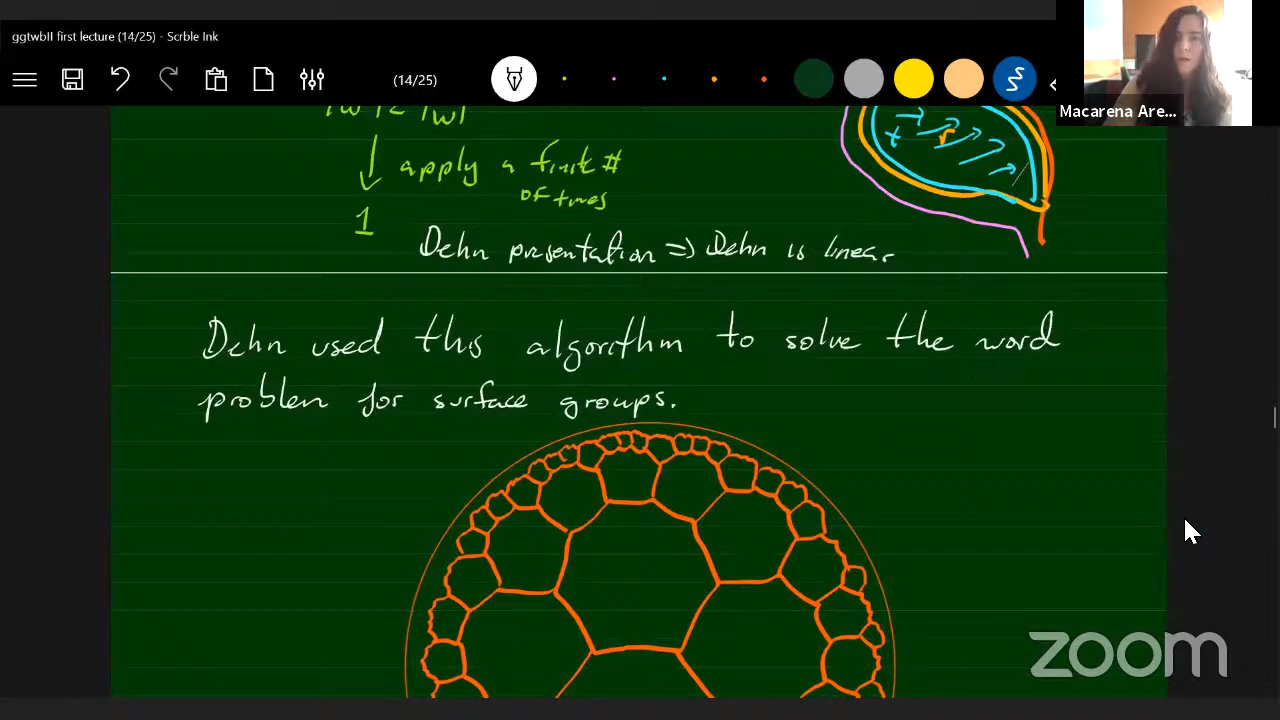 ggtwbII first lecture (14/25) - Scrble Ink
(14/25)
Macarena Are...
apply a finite #
of times
1
t
r
Dehn presentation ⇒ Dehn is linear
Dehn used this algorithm to solve the word
problem for surface groups.
zoom